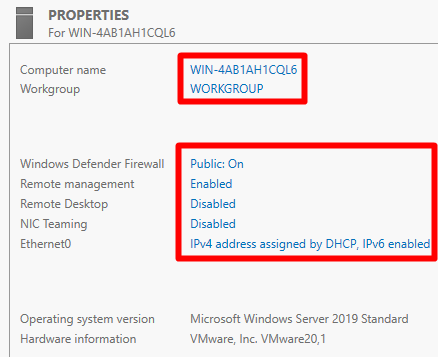 PROPERTIES
For WIN-4AB1AH1CQL6
Computer name WIN-4AB1AH1CQL6
Workgroup WORKGROUP
Windows Defender Firewall Public: On
Remote management Enabled
Remote Desktop Disabled
NIC Teaming Disabled
Ethernet0 IPv4 address assigned by DHCP, IPv6 enabled
Operating system version Microsoft Windows Server 2019 Standard
Hardware information VMware, Inc. VMware20,1